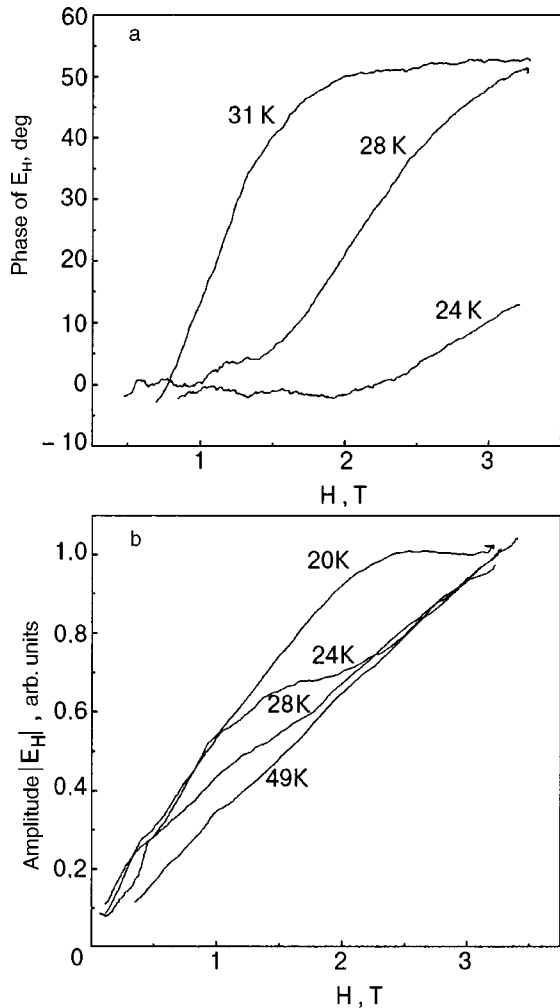 a
60
50
40
30
20
10
0
– 10
Phase of E_H, deg
31 K
28 K
24 K
1
2
3
H , T
b
1.0
0.8
0.6
0.4
0.2
0
Amplitude |E_H| , arb. units
20K
24K
28K
49K
1
2
3
H , T